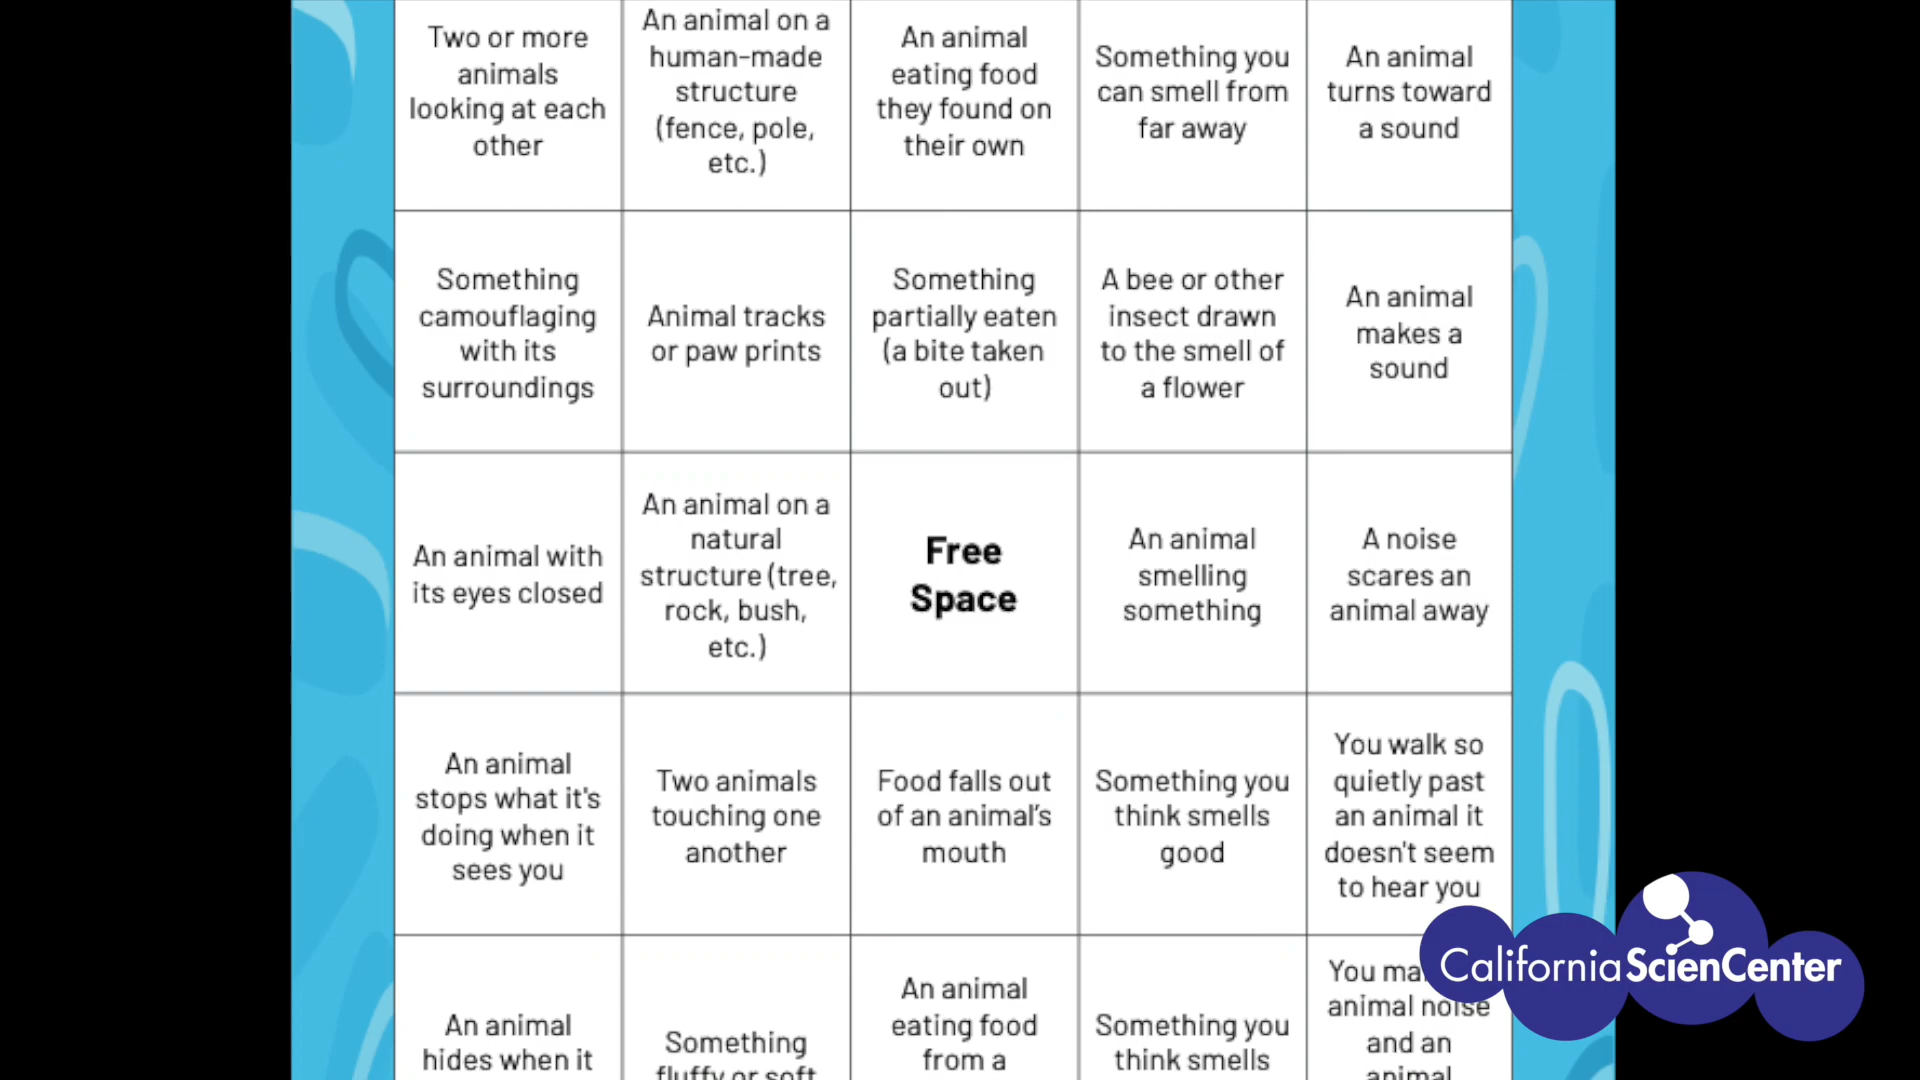 Two or more
animals
looking at each
other
An animal on a
human-made
structure
(fence, pole,
etc.)
An animal
eating food
they found on
their own
Something you
can smell from
far away
An animal
turns toward
a sound
Something
camouflaging
with its
surroundings
Animal tracks
or paw prints
Something
partially eaten
(a bite taken
out)
A bee or other
insect drawn
to the smell of
a flower
An animal
makes a
sound
An animal with
its eyes closed
An animal on a
natural
structure (tree,
rock, bush,
etc.)
Free
Space
An animal
smelling
something
A noise
scares an
animal away
An animal
stops what it's
doing when it
sees you
Two animals
touching one
another
Food falls out
of an animal's
mouth
Something you
think smells
good
You walk so
quietly past
an animal it
doesn't seem
to hear you
An animal
hides when it
Something
fluffy or soft
An animal
eating food
from a
Something you
think smells
You
animal noise
and an
animal
California ScienCenter